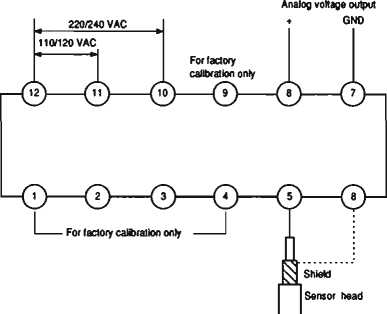 Analog voltage output
220/240 VAC
+
GND
110/120 VAC
For factory
calibration only
12
11
10
9
8
7
1
2
3
4
5
8
For factory calibration only
Shield
Sensor head